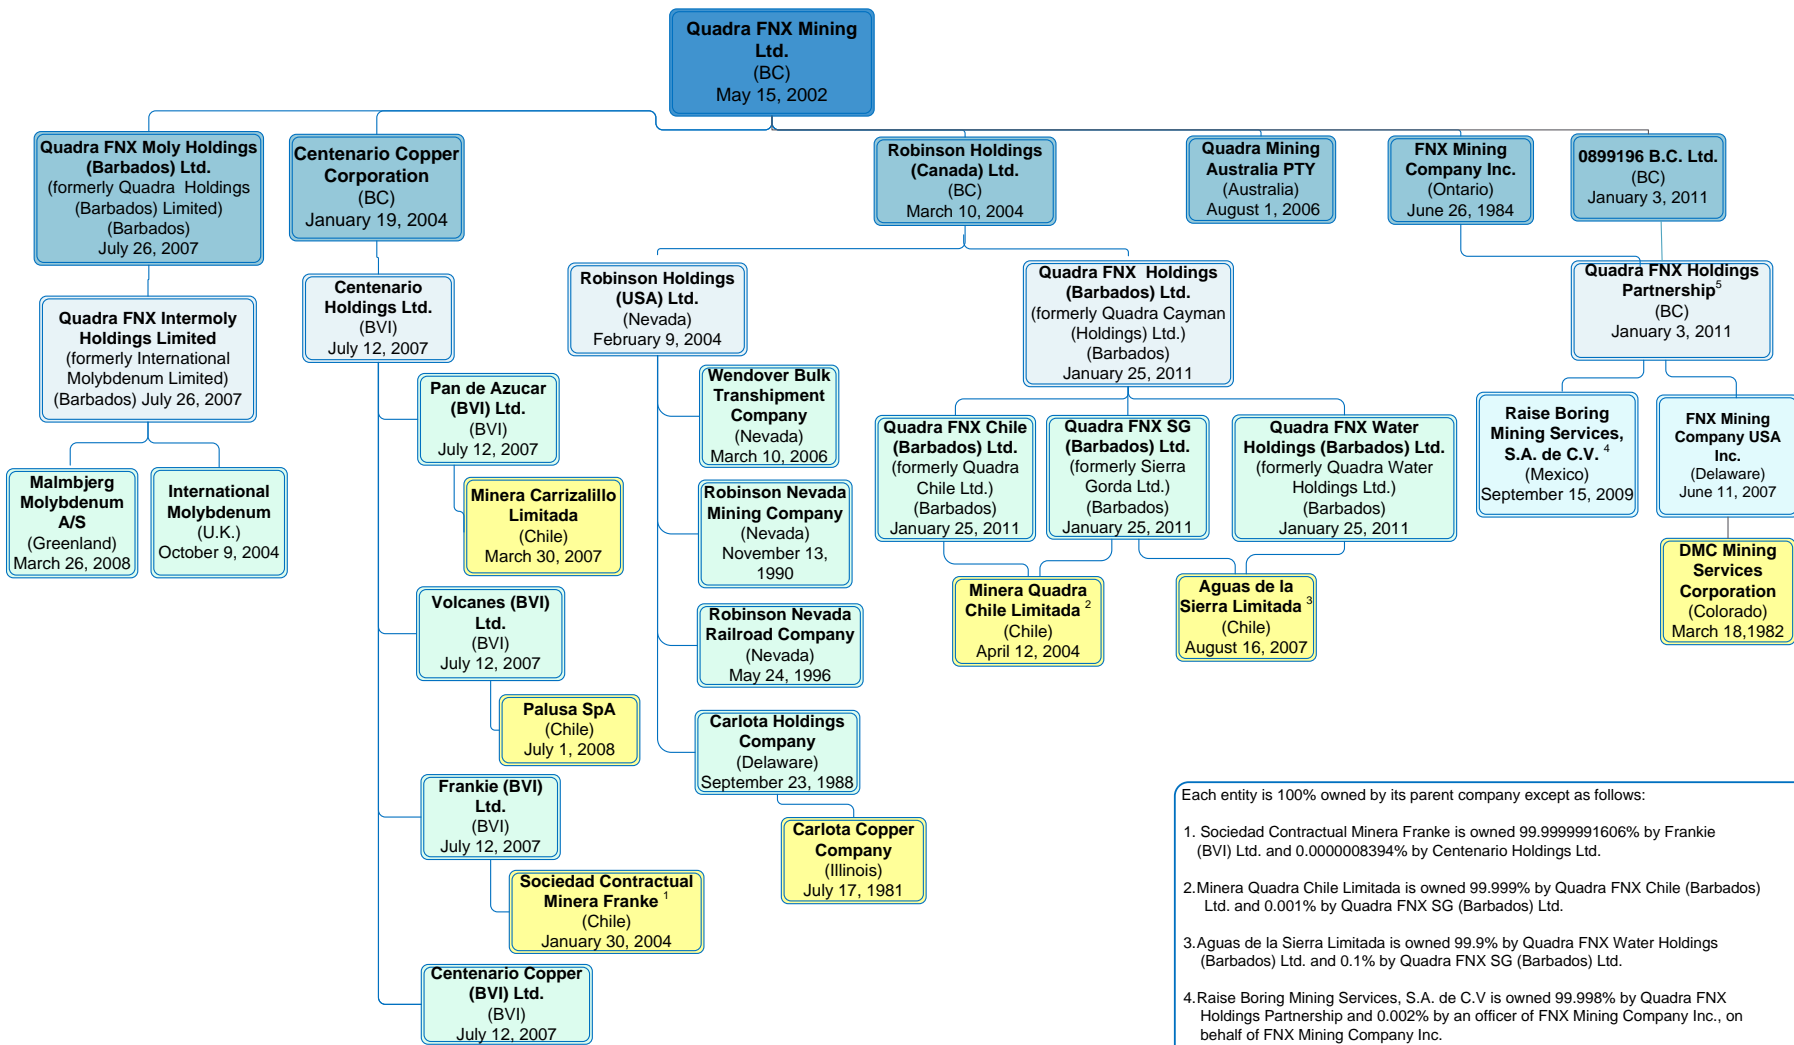 Quadra FNX Mining
Ltd.
(BC)
May 15, 2002
Quadra FNX Moly Holdings
(Barbados) Ltd.
(formerly Quadra Holdings
(Barbados) Limited)
(Barbados)
July 26, 2007
Centenario Copper
Corporation
(BC)
January 19, 2004
Robinson Holdings
(Canada) Ltd.
(BC)
March 10, 2004
Quadra Mining
Australia PTY
(Australia)
August 1, 2006
FNX Mining
Company Inc.
(Ontario)
June 26, 1984
0899196 B.C. Ltd.
(BC)
January 3, 2011
Quadra FNX Intermoly
Holdings Limited
(formerly International
Molybdenum Limited)
(Barbados) July 26, 2007
Centenario
Holdings Ltd.
(BVI)
July 12, 2007
Robinson Holdings
(USA) Ltd.
(Nevada)
February 9, 2004
Quadra FNX Holdings
(Barbados) Ltd.
(formerly Quadra Cayman
(Holdings) Ltd.)
(Barbados)
January 25, 2011
Quadra FNX Holdings
Partnership5
(BC)
January 3, 2011
Malmbjerg
Molybdenum
A/S
(Greenland)
March 26, 2008
International
Molybdenum
(U.K.)
October 9, 2004
Pan de Azucar
(BVI) Ltd.
(BVI)
July 12, 2007
Minera Carrizalillo
Limitada
(Chile)
March 30, 2007
Volcanes (BVI)
Ltd.
(BVI)
July 12, 2007
Palusa SpA
(Chile)
July 1, 2008
Frankie (BVI)
Ltd.
(BVI)
July 12, 2007
Sociedad Contractual
Minera Franke 1
(Chile)
January 30, 2004
Centenario Copper
(BVI) Ltd.
(BVI)
July 12, 2007
Wendover Bulk
Transhipment
Company
(Nevada)
March 10, 2006
Robinson Nevada
Mining Company
(Nevada)
November 13,
1990
Robinson Nevada
Railroad Company
(Nevada)
May 24, 1996
Carlota Holdings
Company
(Delaware)
September 23, 1988
Carlota Copper
Company
(Illinois)
July 17, 1981
Quadra FNX Chile
(Barbados) Ltd.
(formerly Quadra
Chile Ltd.)
(Barbados)
January 25, 2011
Quadra FNX SG
(Barbados) Ltd.
(formerly Sierra
Gorda Ltd.)
(Barbados)
January 25, 2011
Quadra FNX Water
Holdings (Barbados) Ltd.
(formerly Quadra Water
Holdings Ltd.)
(Barbados)
January 25, 2011
Minera Quadra
Chile Limitada 2
(Chile)
April 12, 2004
Aguas de la
Sierra Limitada 3
(Chile)
August 16, 2007
Raise Boring
Mining Services,
S.A. de C.V. 4
(Mexico)
September 15, 2009
FNX Mining
Company USA
Inc.
(Delaware)
June 11, 2007
DMC Mining
Services
Corporation
(Colorado)
March 18,1982
Each entity is 100% owned by its parent company except as follows:
1. Sociedad Contractual Minera Franke is owned 99.9999991606% by Frankie
(BVI) Ltd. and 0.0000008394% by Centenario Holdings Ltd.
2.Minera Quadra Chile Limitada is owned 99.999% by Quadra FNX Chile (Barbados)
Ltd. and 0.001% by Quadra FNX SG (Barbados) Ltd.
3.Aguas de la Sierra Limitada is owned 99.9% by Quadra FNX Water Holdings
(Barbados) Ltd. and 0.1% by Quadra FNX SG (Barbados) Ltd.
4.Raise Boring Mining Services, S.A. de C.V is owned 99.998% by Quadra FNX
Holdings Partnership and 0.002% by an officer of FNX Mining Company Inc., on
behalf of FNX Mining Company Inc.